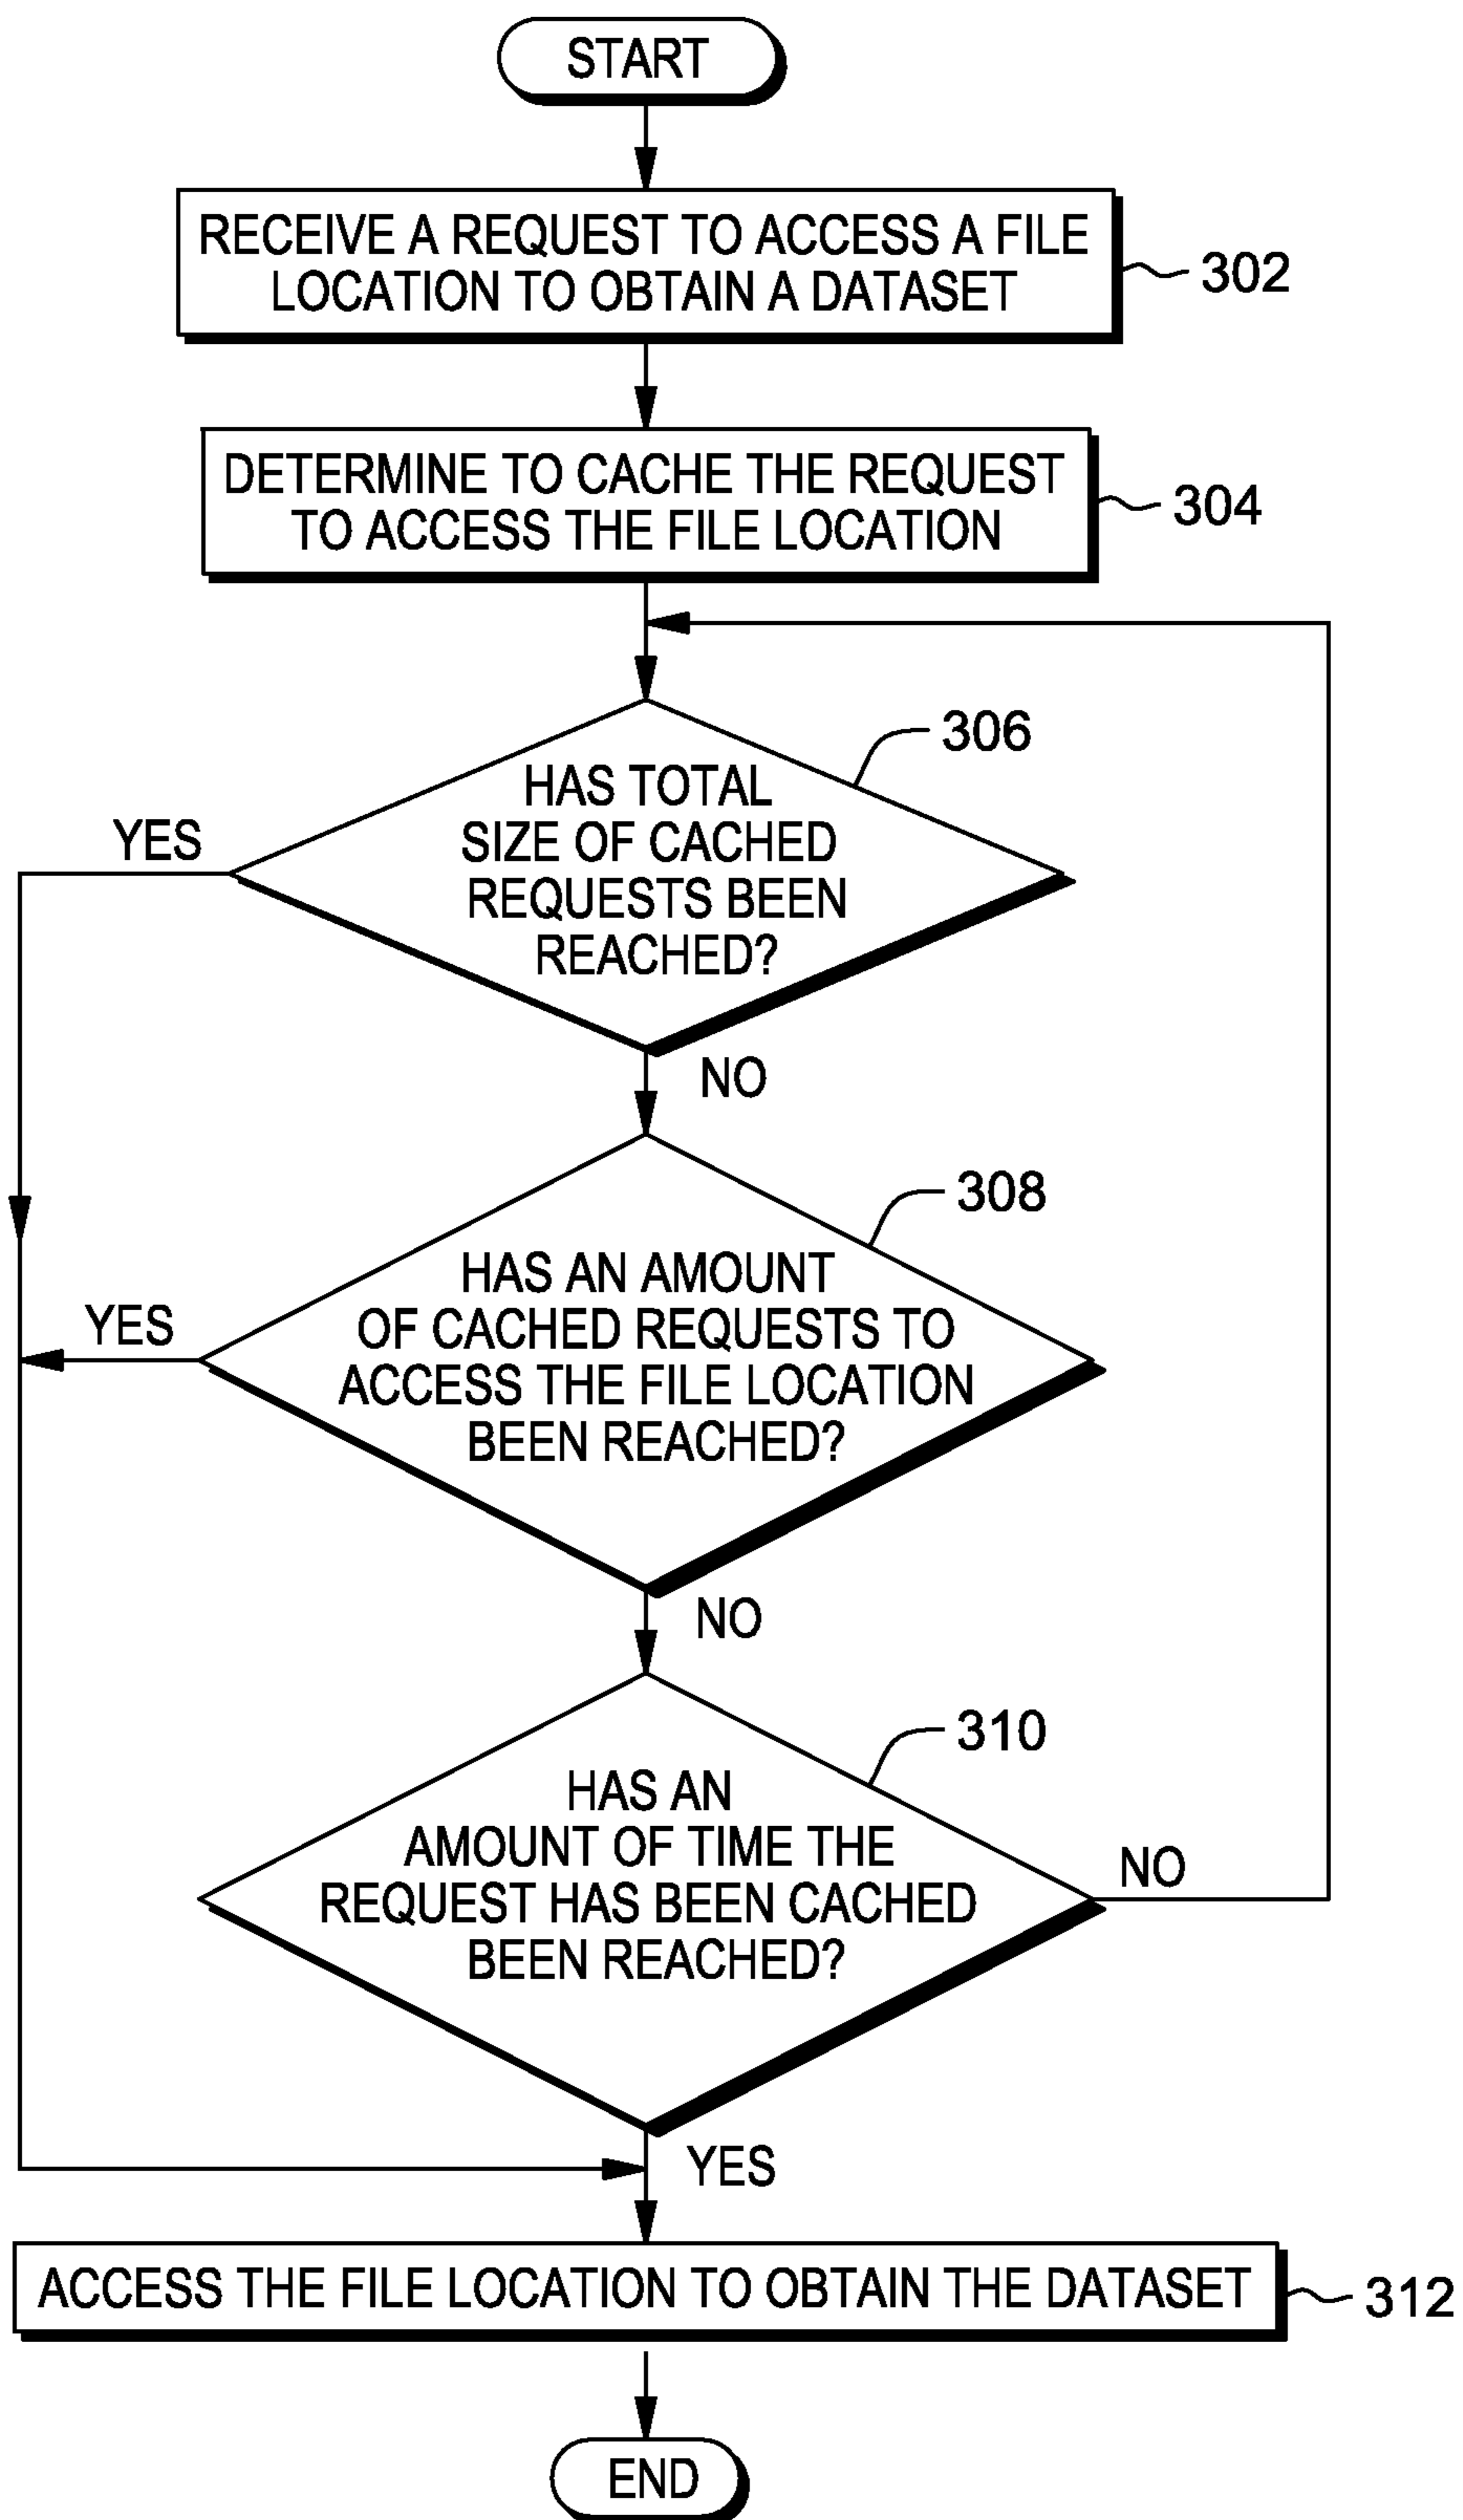 START
RECEIVE A REQUEST TO ACCESS A FILE
LOCATION TO OBTAIN A DATASET
302
DETERMINE TO CACHE THE REQUEST
TO ACCESS THE FILE LOCATION
304
306
HAS TOTAL
SIZE OF CACHED
REQUESTS BEEN
REACHED?
YES
NO
308
HAS AN AMOUNT
OF CACHED REQUESTS TO
ACCESS THE FILE LOCATION
BEEN REACHED?
YES
NO
310
HAS AN
AMOUNT OF TIME THE
REQUEST HAS BEEN CACHED
BEEN REACHED?
NO
YES
ACCESS THE FILE LOCATION TO OBTAIN THE DATASET
312
END